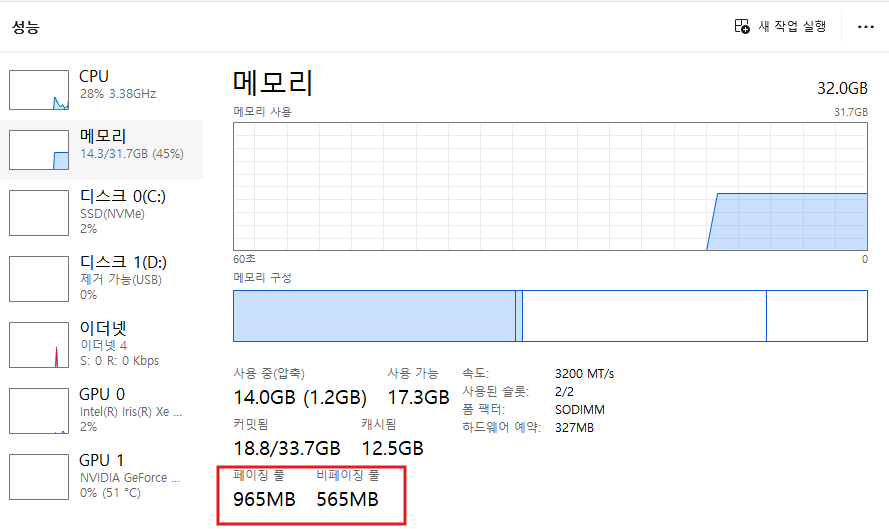 성능
새 작업 실행
CPU
28% 3.38GHz
메모리
14.3/31.7GB (45%)
디스크 0(C:)
SSD(NVMe)
2%
디스크 1(D:)
제거 가능(USB)
0%
이더넷
이더넷 4
S: 0 R: 0 Kbps
GPU 0
Intel(R) Iris(R) Xe ...
2%
GPU 1
NVIDIA GeForce ...
0% (51 °C)
메모리 32.0GB
메모리 사용 31.7GB
60초 0
메모리 구성
사용 중(압축) 사용 가능
14.0GB (1.2GB) 17.3GB
커밋됨 캐시됨
18.8/33.7GB 12.5GB
페이징 풀 비페이징 풀
965MB 565MB
속도: 3200 MT/s
사용된 슬롯: 2/2
폼 팩터: SODIMM
하드웨어 예약: 327MB